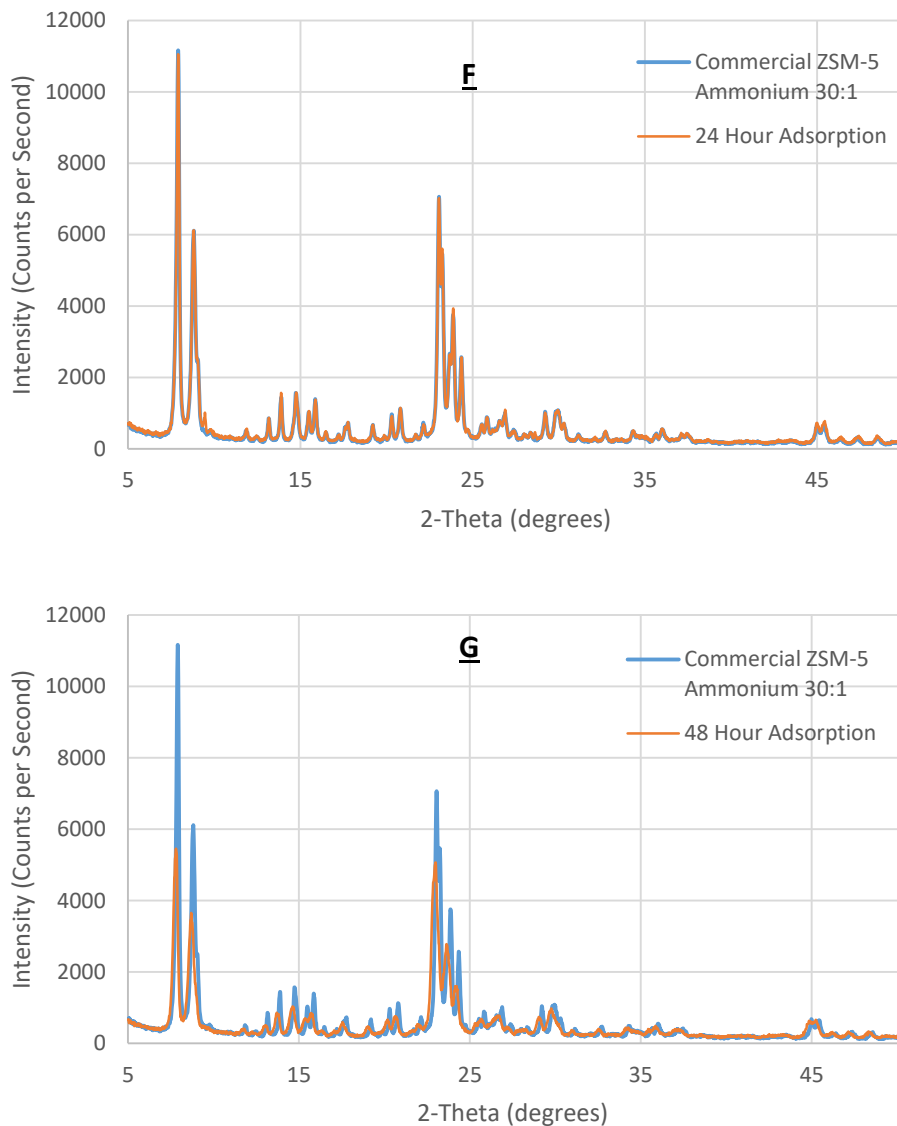 12000
10000
8000
6000
4000
2000
0
5
15
25
35
45
Intensity (Counts per Second)
2-Theta (degrees)
F
Commercial ZSM-5
Ammonium 30:1
24 Hour Adsorption
12000
10000
8000
6000
4000
2000
0
5
15
25
35
45
Intensity (Counts per Second)
2-Theta (degrees)
G
Commercial ZSM-5
Ammonium 30:1
48 Hour Adsorption